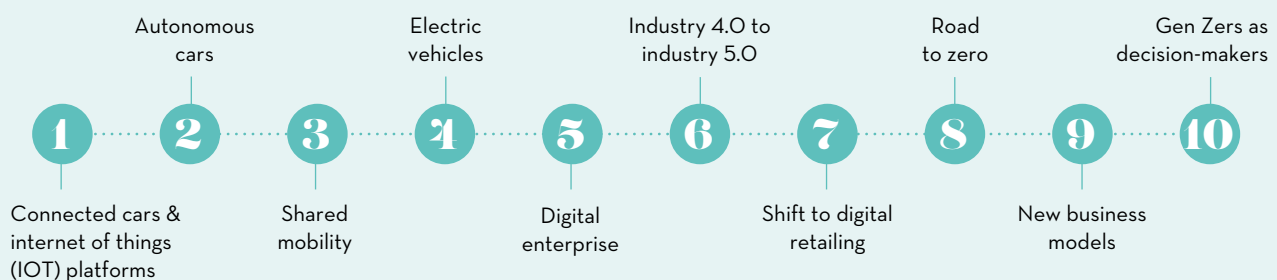 1
Connected cars &
internet of things
(IOT) platforms
2
Autonomous
cars
3
Shared
mobility
4
Electric
vehicles
5
Digital
enterprise
6
Industry 4.0 to
industry 5.0
7
Shift to digital
retailing
8
Road
to zero
9
New business
models
10
Gen Zers as
decision-makers